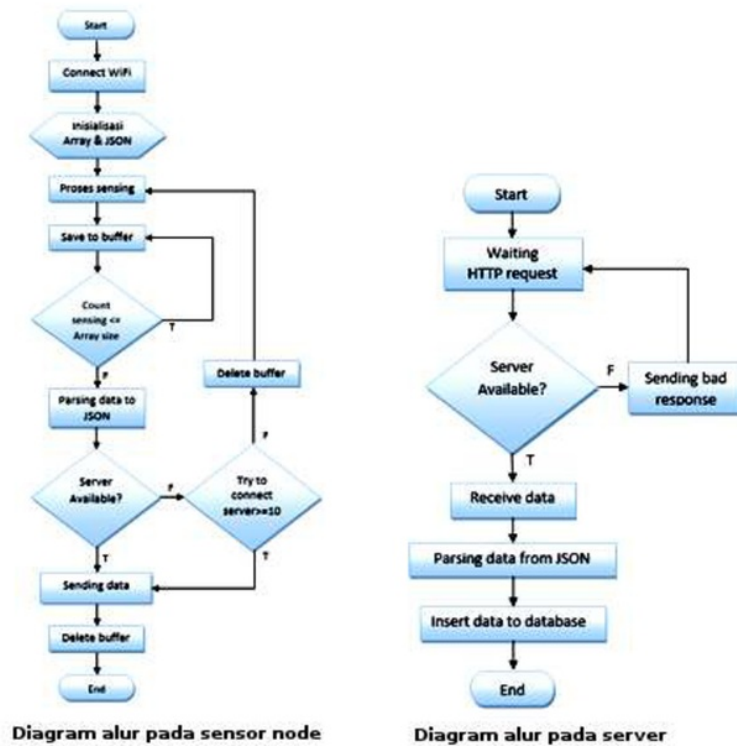 Start
Connect WiFi
Inisialisasi
Array & JSON
Proses sensing
Save to buffer
Count
sensing <=
Array size
T
F
Parsing data to
JSON
Server
Available?
F
T
Try to
connect
server>=10
F
T
Delete buffer
Sending data
Delete buffer
End
Diagram alur pada sensor node
Start
Waiting
HTTP request
Server
Available?
F
Sending bad
response
T
Receive data
Parsing data from JSON
Insert data to database
End
Diagram alur pada server